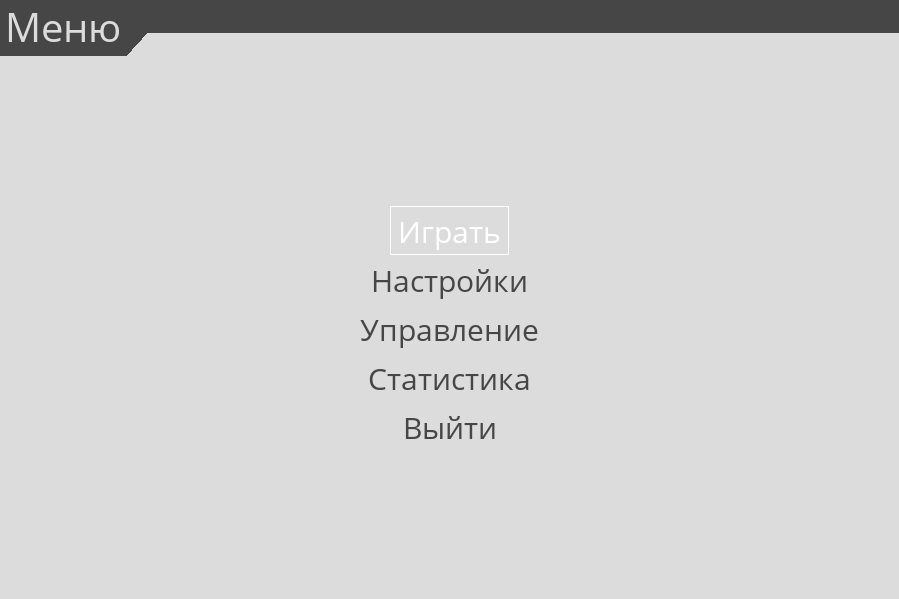 Меню
Играть
Настройки
Управление
Статистика
Выйти